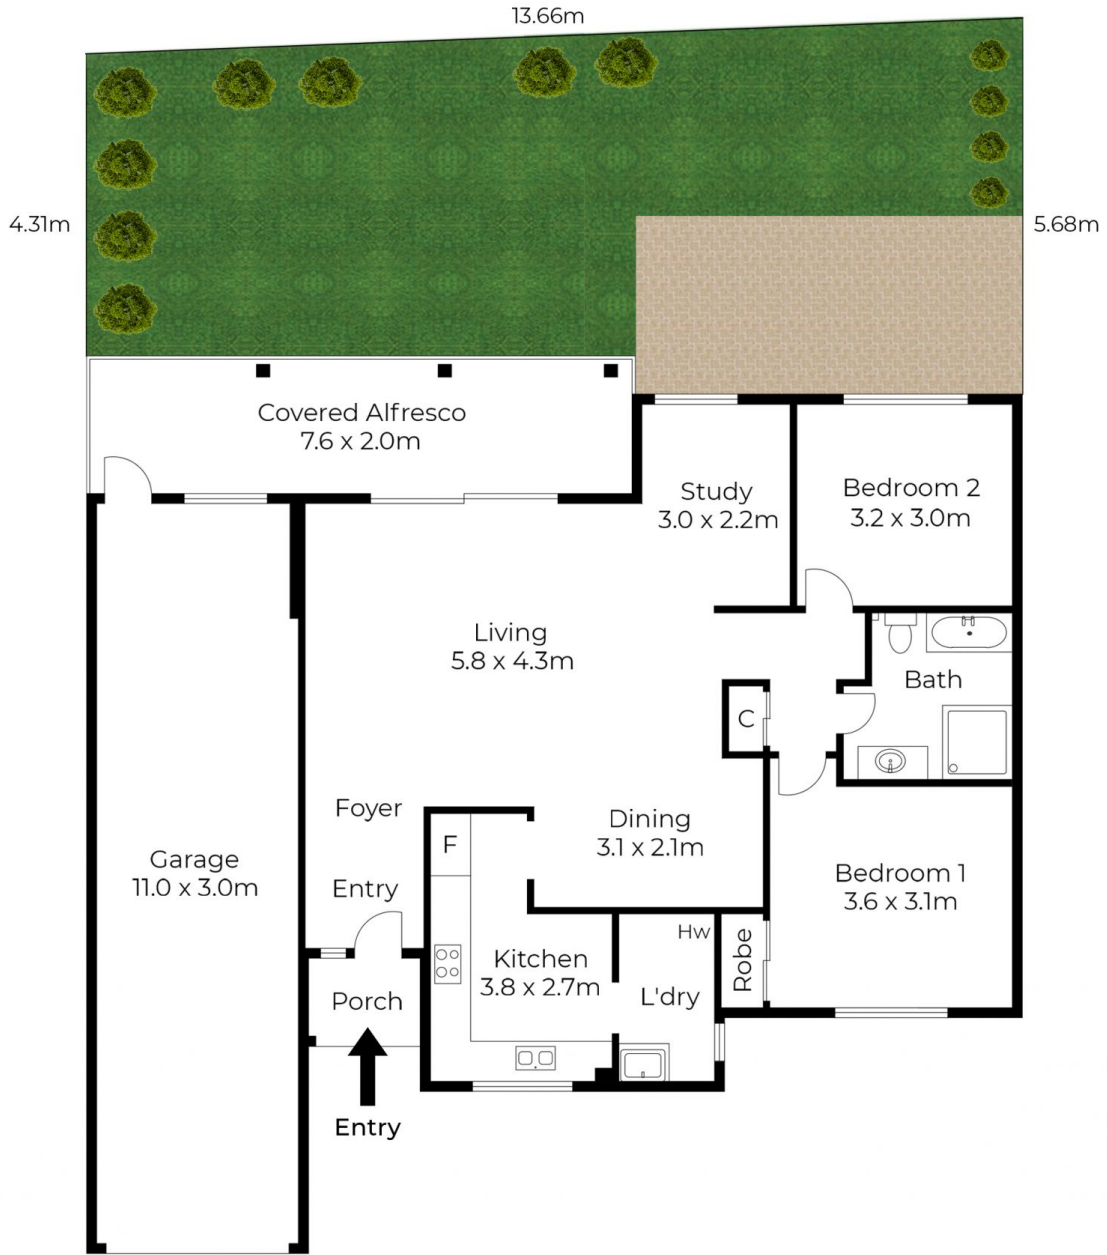 13.66m
4.31m
5.68m
Covered Alfresco
7.6 x 2.0m
Study
3.0 x 2.2m
Bedroom 2
3.2 x 3.0m
Living
5.8 x 4.3m
Bath
C
Foyer
Dining
3.1 x 2.1m
F
Garage
11.0 x 3.0m
Entry
Bedroom 1
3.6 x 3.1m
Hw
Robe
Kitchen
3.8 x 2.7m
L'dry
Porch
Entry